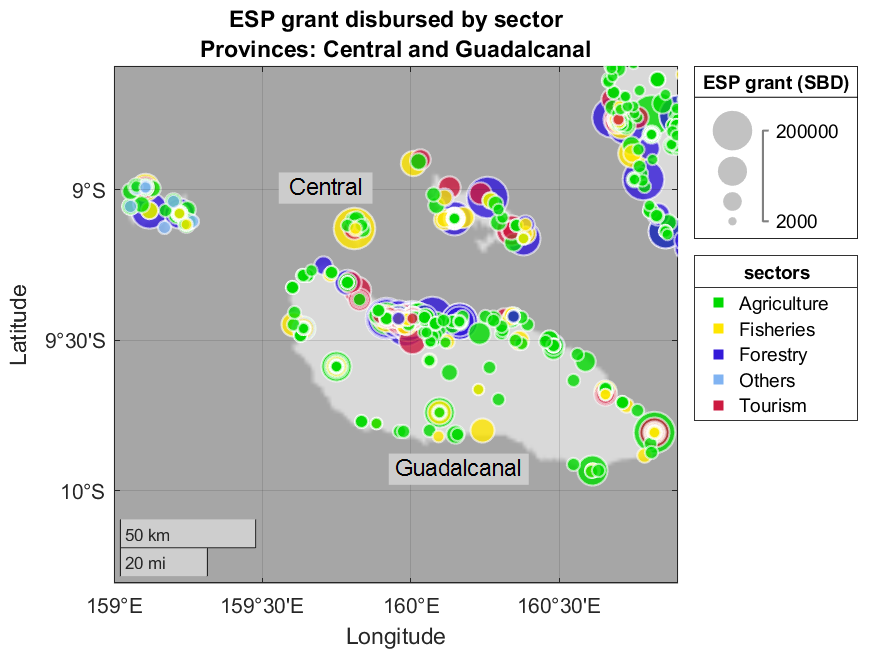 ESP grant disbursed by sector
Provinces: Central and Guadalcanal
ESP grant (SBD)
200000
2000
sectors
Agriculture
Fisheries
Forestry
Others
Tourism
Central
Guadalcanal
9°S
9°30'S
10°S
Latitude
50 km
20 mi
159°E
159°30'E
160°E
160°30'E
Longitude